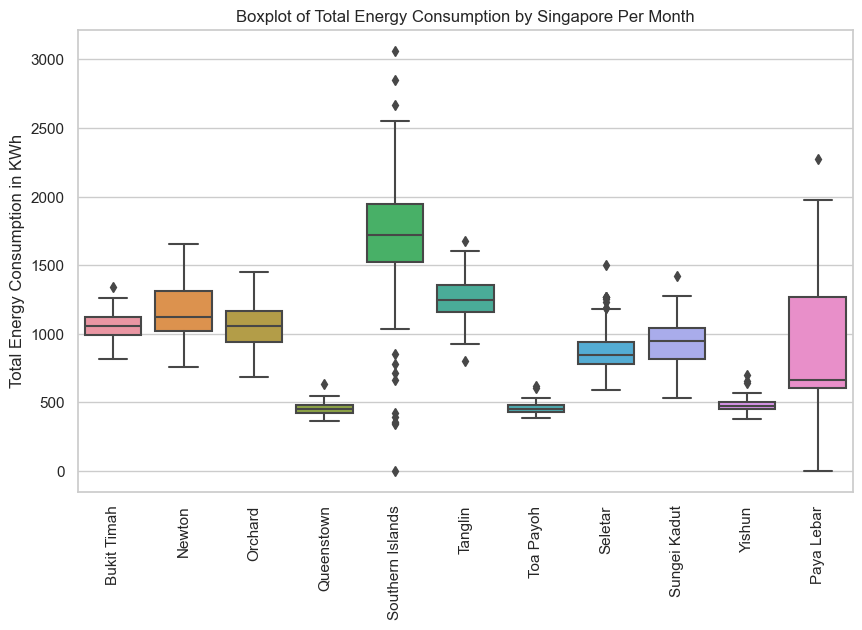 Boxplot of Total Energy Consumption by Singapore Per Month
Total Energy Consumption in KWh
3000
2500
2000
1500
1000
500
0
Bukit Timah
Newton
Orchard
Queenstown
Southern Islands
Tanglin
Toa Payoh
Seletar
Sungei Kadut
Yishun
Paya Lebar